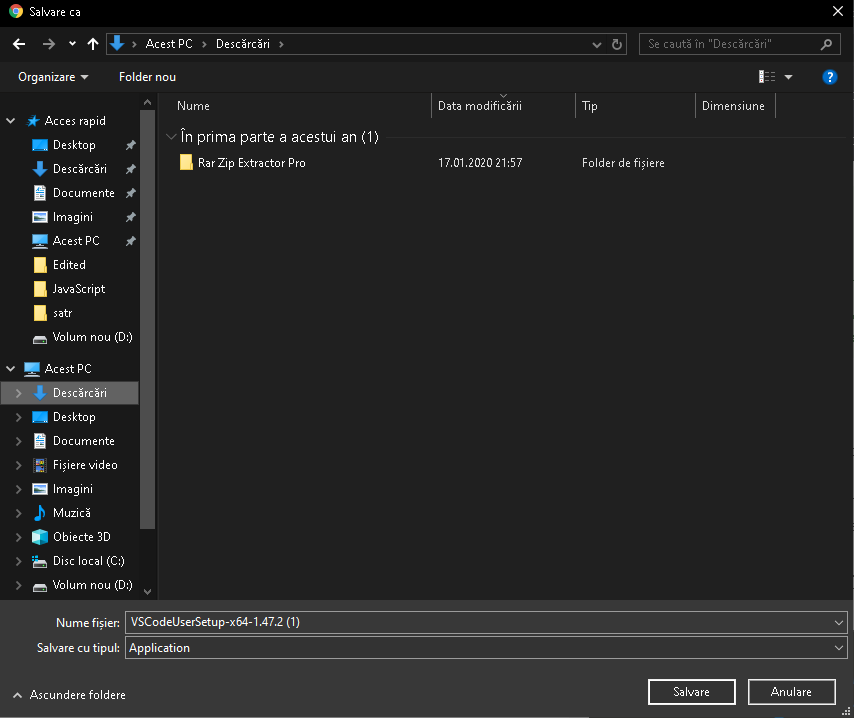 Salvare ca
Acest PC
Descărcări
Se caută în "Descărcări"
Organizare
Folder nou
?
Nume
Data modificării
Tip
Dimensiune
În prima parte a acestui an (1)
Rar Zip Extractor Pro
17.01.2020 21:57
Folder de fișiere
Acces rapid
Desktop
Descărcări
Documente
Imagini
Acest PC
Edited
JavaScript
satr
Volum nou (D:)
Acest PC
Descărcări
Desktop
Documente
Fișiere video
Imagini
Muzică
Obiecte 3D
Disc local (C:)
Volum nou (D:)
Nume fișier:
VSCodeUserSetup-x64-1.47.2 (1)
Salvare cu tipul:
Application
Ascundere foldere
Salvare
Anulare